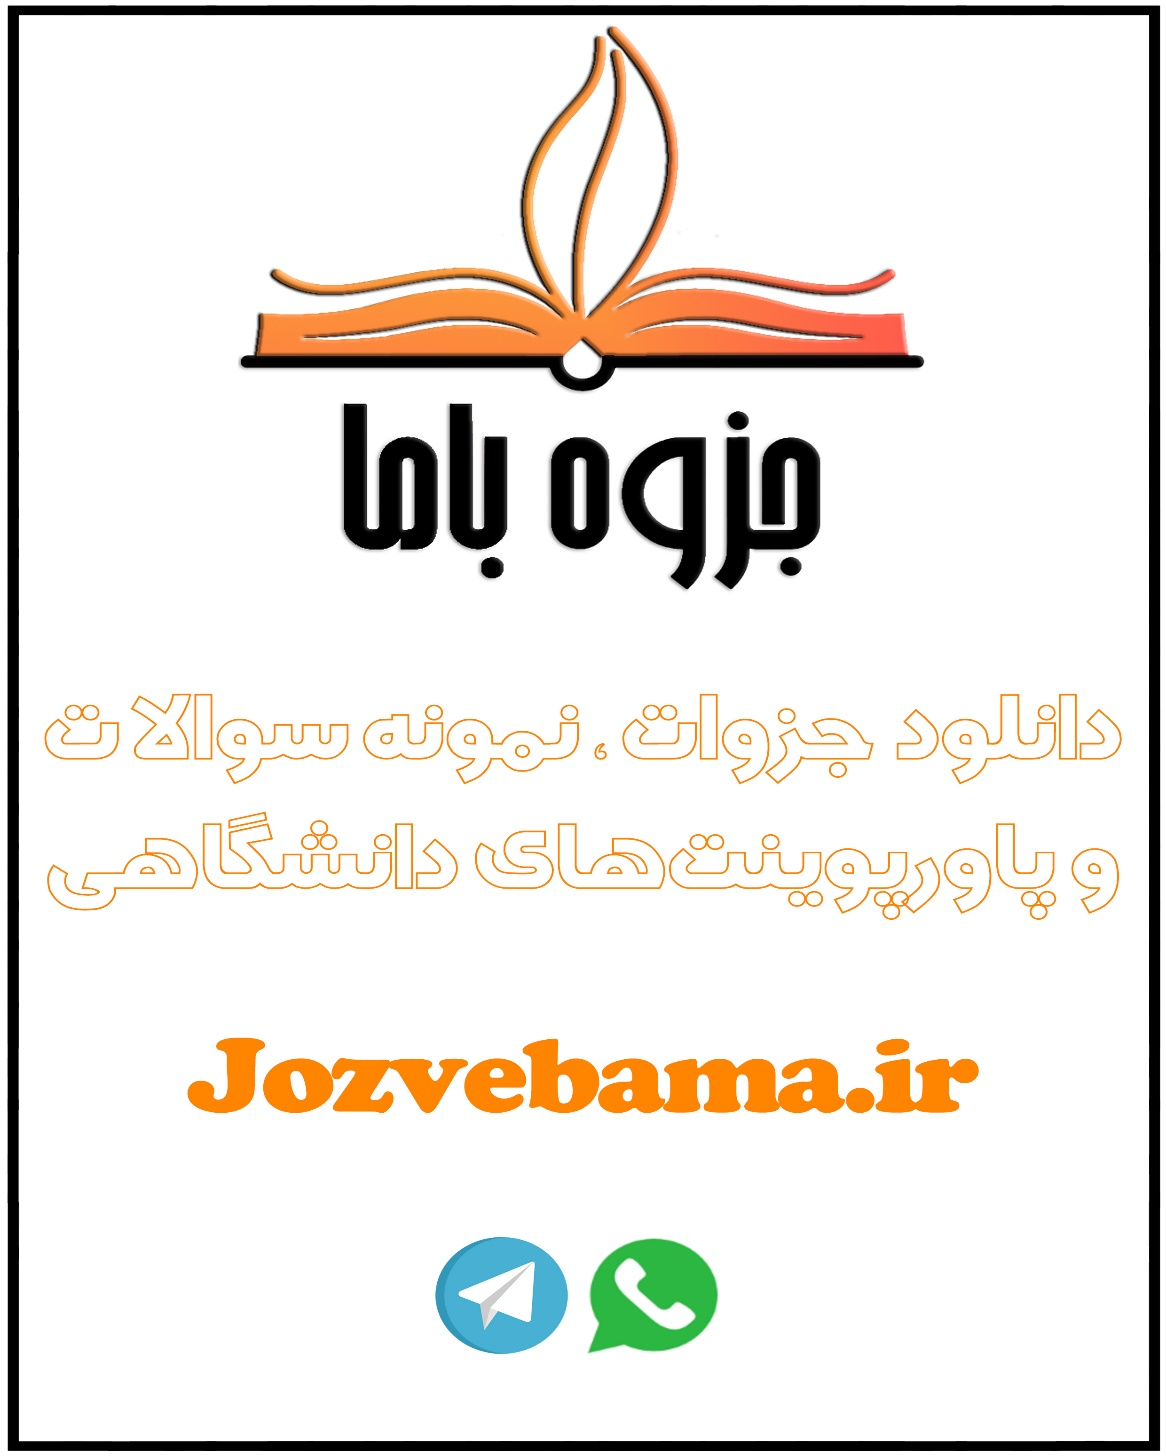 جزوه باما
دانلود جزوات ، نمونه سوالات
و پاورپوینت‌های دانشگاهی
Jozvebama.ir